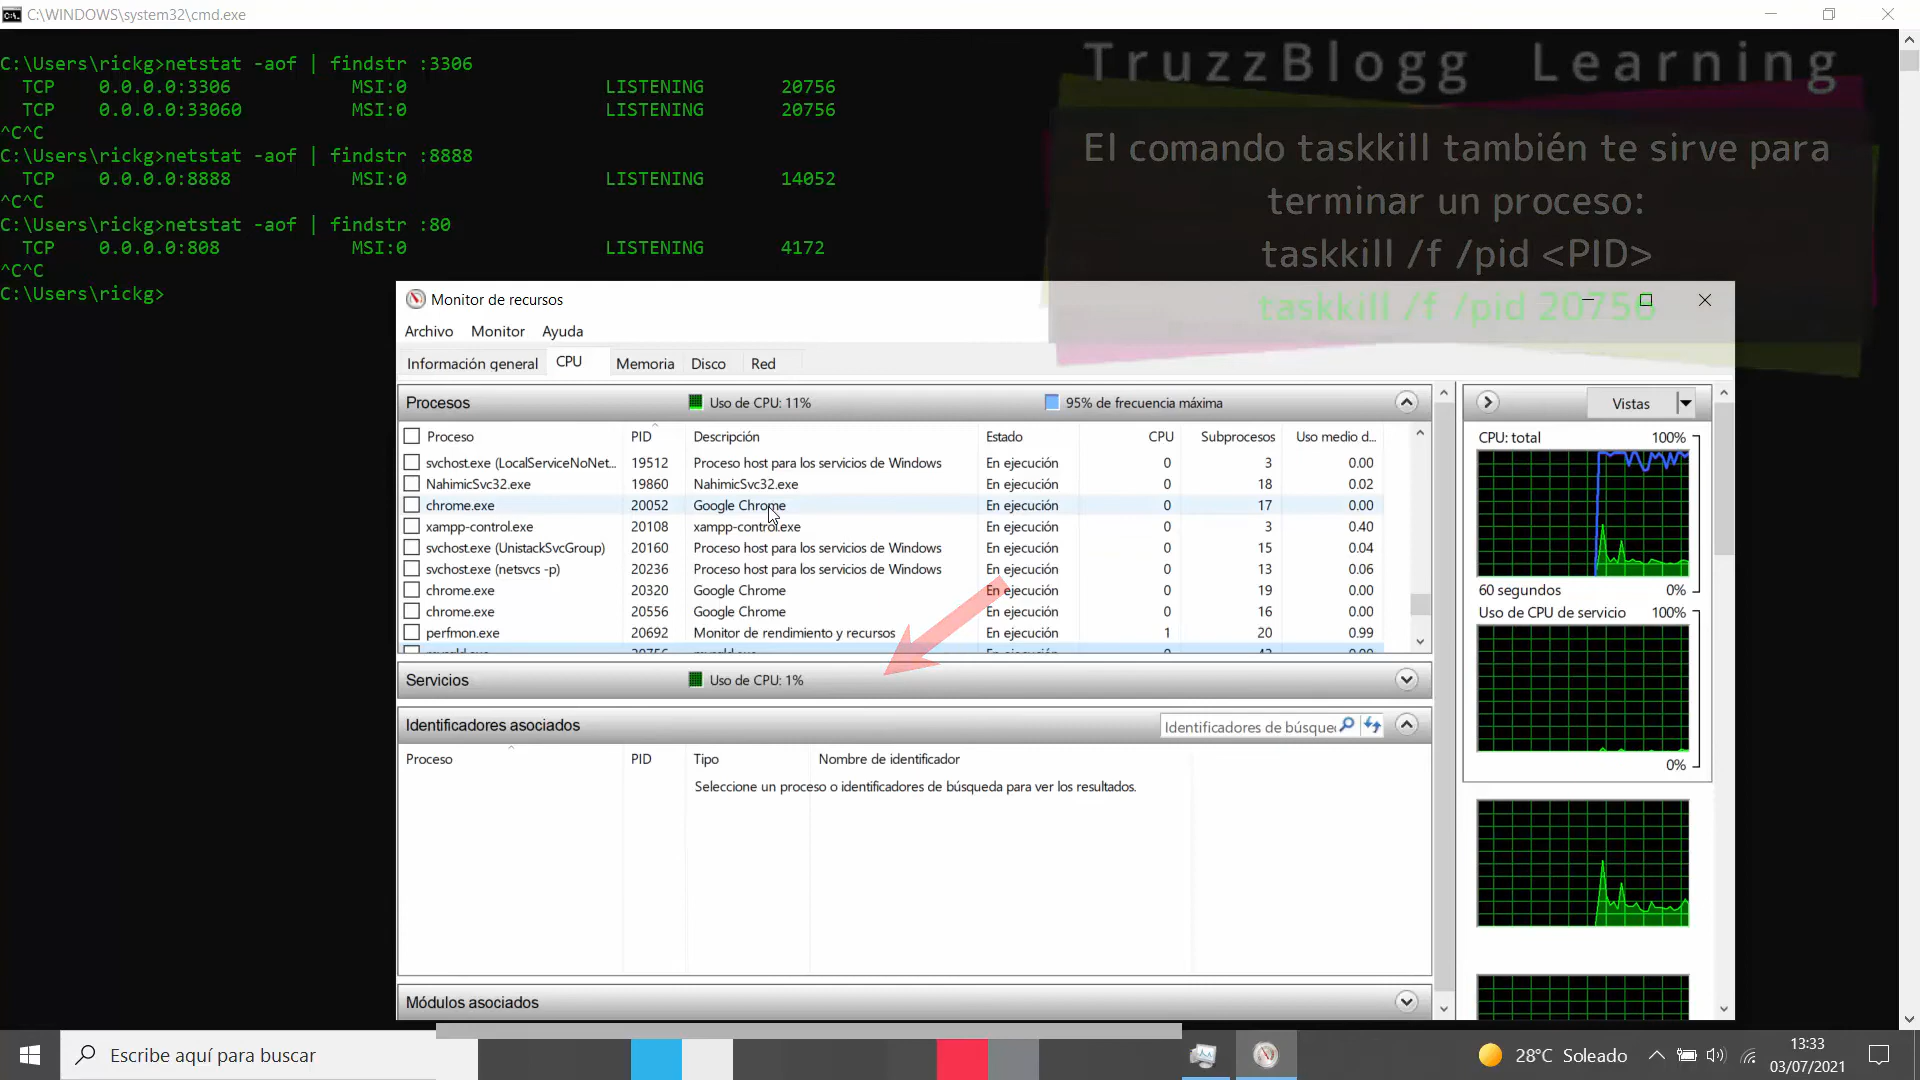 C:\WINDOWS\system32\cmd.exe
C:\Users\rickg>netstat -aof | findstr :3306
TCP 0.0.0.0:3306 MSI:0 LISTENING 20756
TCP 0.0.0.0:33060 MSI:0 LISTENING 20756
^C^C
C:\Users\rickg>netstat -aof | findstr :8888
TCP 0.0.0.0:8888 MSI:0 LISTENING 14052
^C^C
C:\Users\rickg>netstat -aof | findstr :80
TCP 0.0.0.0:808 MSI:0 LISTENING 4172
^C^C
C:\Users\rickg>
TruzzBlogg Learning
El comando taskkill también te sirve para
terminar un proceso:
taskkill /f /pid <PID>
taskkill /f /pid 20756
Monitor de recursos
Archivo Monitor Ayuda
Información general CPU Memoria Disco Red
Procesos Uso de CPU: 11% 95% de frecuencia máxima
Proceso PID Descripción Estado CPU Subprocesos Uso medio d...
svchost.exe (LocalServiceNoNet... 19512 Proceso host para los servicios de Windows En ejecución 0 3 0.00
NahimicSvc32.exe 19860 NahimicSvc32.exe En ejecución 0 18 0.02
chrome.exe 20052 Google Chrome En ejecución 0 17 0.00
xampp-control.exe 20108 xampp-control.exe En ejecución 0 3 0.40
svchost.exe (UnistackSvcGroup) 20160 Proceso host para los servicios de Windows En ejecución 0 15 0.04
svchost.exe (netsvcs -p) 20236 Proceso host para los servicios de Windows En ejecución 0 13 0.06
chrome.exe 20320 Google Chrome En ejecución 0 19 0.00
chrome.exe 20556 Google Chrome En ejecución 0 16 0.00
perfmon.exe 20692 Monitor de rendimiento y recursos En ejecución 1 20 0.99
Servicios Uso de CPU: 1%
Identificadores asociados Identificadores de búsque
Proceso PID Tipo Nombre de identificador
Seleccione un proceso o identificadores de búsqueda para ver los resultados.
Módulos asociados
Vistas
CPU: total 100%
60 segundos 0%
Uso de CPU de servicio 100%
0%
Escribe aquí para buscar
28°C Soleado
13:33
03/07/2021